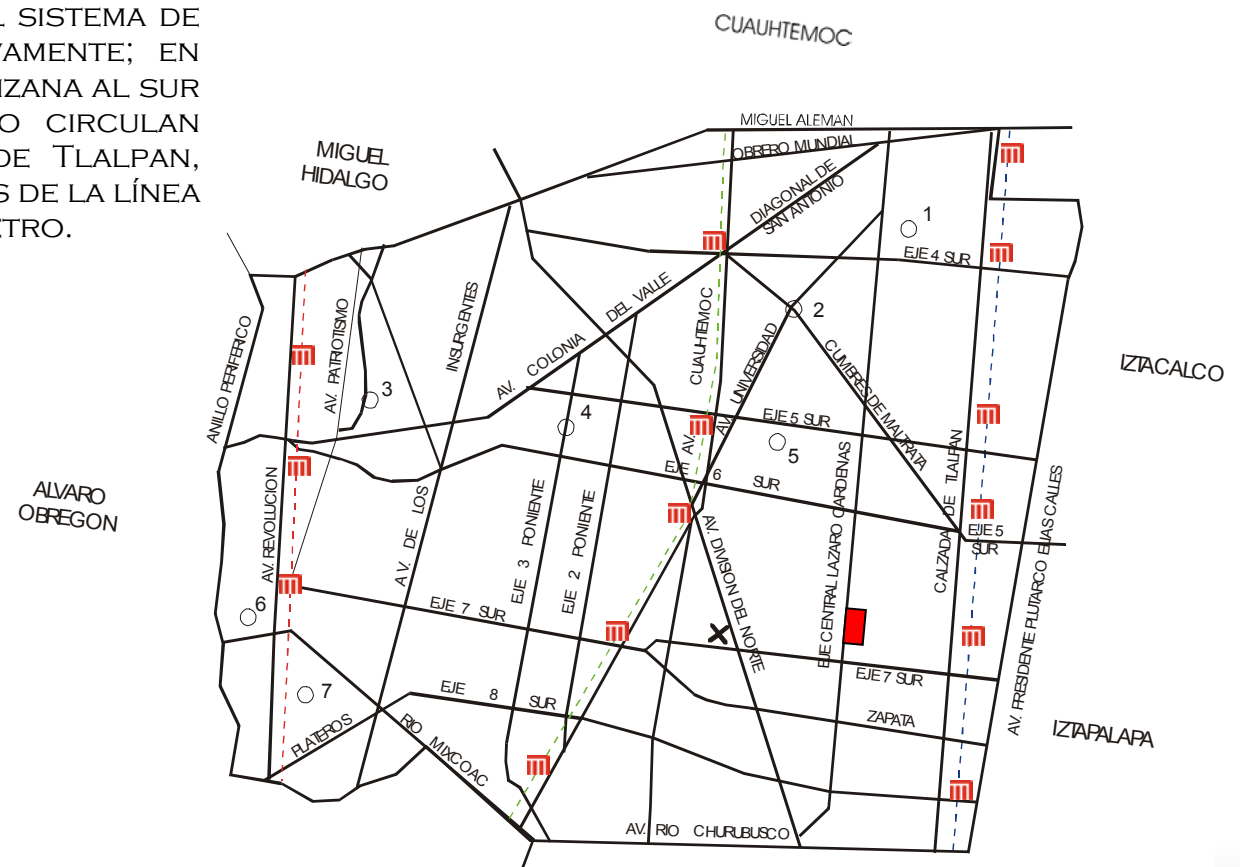 L SISTEMA DE
VAMENTE; EN
NZANA AL SUR
O CIRCULAN
DE TLALPAN,
S DE LA LÍNEA
ETRO.
CUAUHTEMOC
MIGUEL
HIDALGO
MIGUEL ALEMAN
OBRERO MUNDIAL
DIAGONAL DE
SAN ANTONIO
1
EJE 4 SUR
2
IZTACALCO
ANILLO PERIFERICO
AV. PATRIOTISMO
3
INSURGENTES
AV. COLONIA DEL VALLE
CUAUHTEMOC
AV.
AV. UNIVERSIDAD
CUMBRES DE MALTRATA
4
EJE 5 SUR
5
EJE 6 SUR
ALVARO
OBREGON
AV. REVOLUCION
AV. DE LOS
EJE 3 PONIENTE
EJE 2 PONIENTE
AV. DIVISION DEL NORTE
EJE CENTRAL LAZARO CARDENAS
CALZADA DE TLALPAN
EJE 5
SUR
AV. PRESIDENTE PLUTARCO ELIAS CALLES
6
EJE 7 SUR
EJE 7 SUR
7
PLATEROS
EJE 8 SUR
RIO MIXCOAC
ZAPATA
IZTAPALAPA
AV. RIO CHURUBUSCO